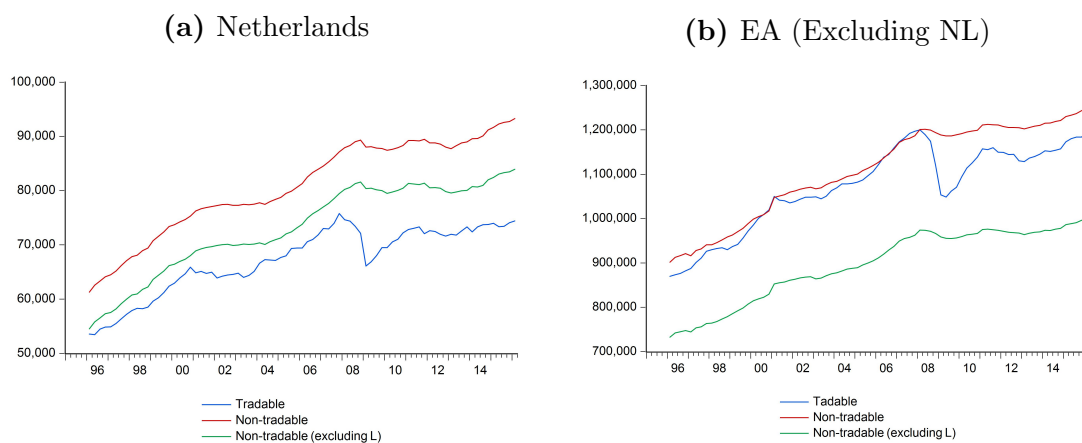 (a) Netherlands
100,000
90,000
80,000
70,000
60,000
50,000
96 98 00 02 04 06 08 10 12 14
Tradable
Non-tradable
Non-tradable (excluding L)
(b) EA (Excluding NL)
1,300,000
1,200,000
1,100,000
1,000,000
900,000
800,000
700,000
96 98 00 02 04 06 08 10 12 14
Tadable
Non-tradable
Non-tradable (excluding L)